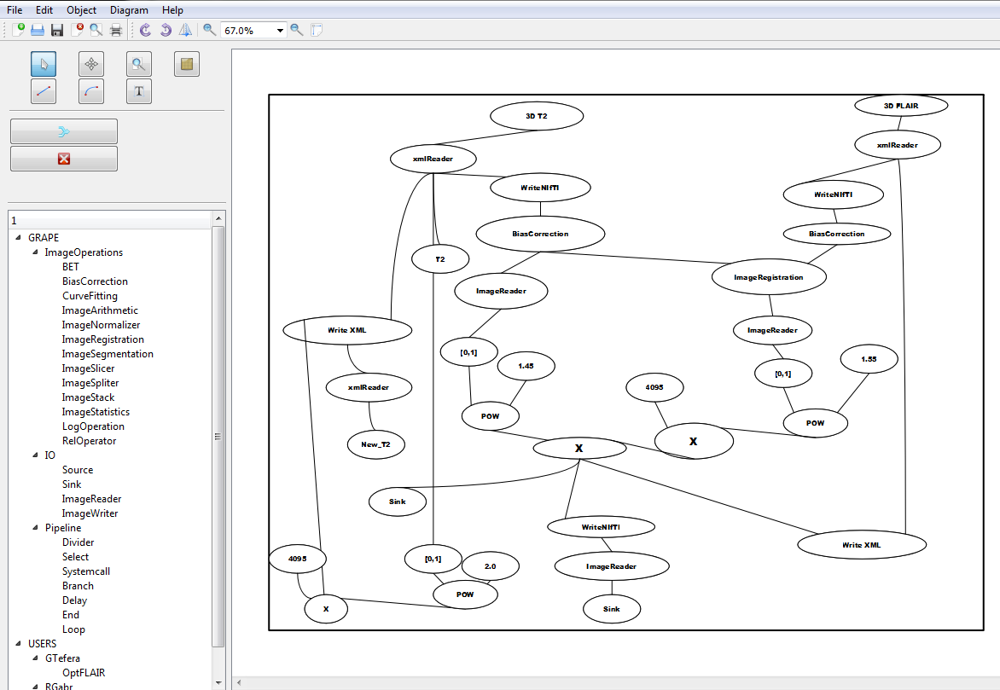 File Edit Object Diagram Help
67.0%
1
GRAPE
ImageOperations
BET
BiasCorrection
CurveFitting
ImageArithmetic
ImageNormalizer
ImageRegistration
ImageSegmentation
ImageSlicer
ImageSpliter
ImageStack
ImageStatistics
LogOperation
RelOperator
IO
Source
Sink
ImageReader
ImageWriter
Pipeline
Divider
Select
Systemcall
Branch
Delay
End
Loop
USERS
GTefera
OptFLAIR
RGabr
3D T2
3D FLAIR
xmlReader
xmlReader
WriteNIfTI
WriteNIfTI
BiasCorrection
BiasCorrection
T2
ImageRegistration
ImageReader
Write XML
ImageReader
[0,1]
1.45
1.55
[0,1]
xmlReader
4095
POW
POW
New_T2
X
X
Sink
WriteNIfTI
Write XML
4095
[0,1]
2.0
ImageReader
POW
X
Sink
T